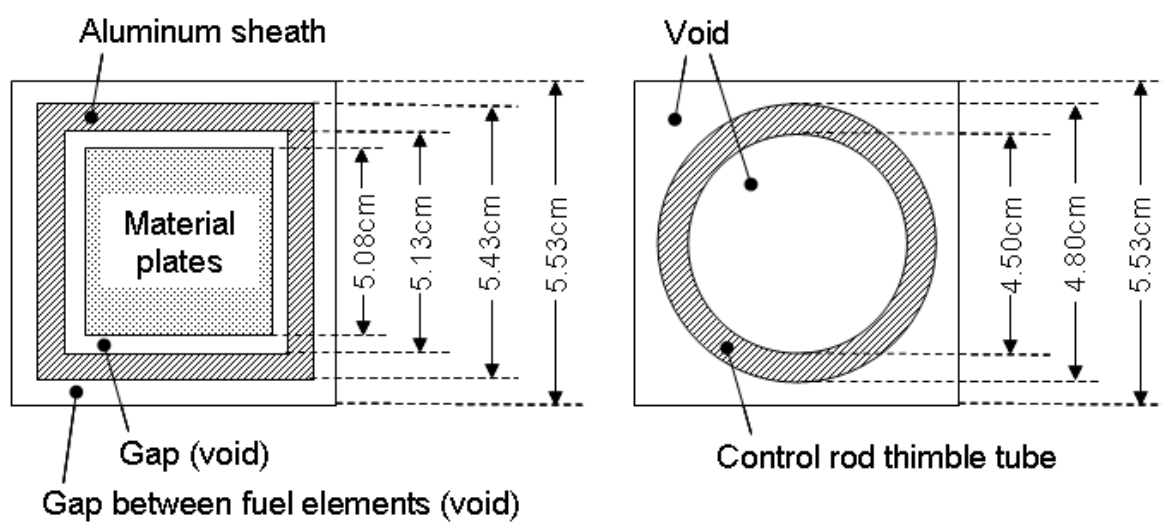 Aluminum sheath
Void
Material
plates
5.08cm
5.13cm
5.43cm
5.53cm
4.50cm
4.80cm
5.53cm
Gap (void)
Gap between fuel elements (void)
Control rod thimble tube